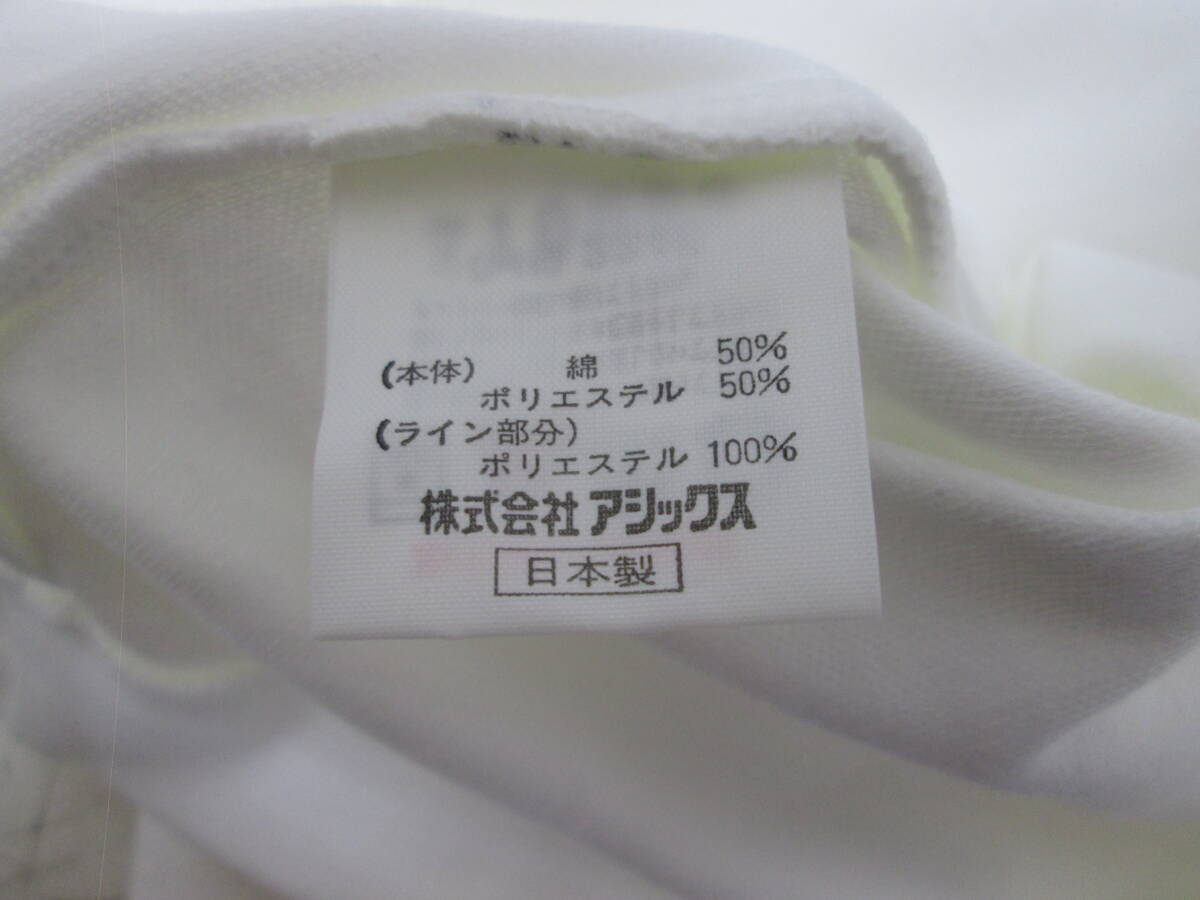 (本体) 綿 50%
ポリエステル 50%
(ライン部分)
ポリエステル 100%
株式会社アシックス
日本製